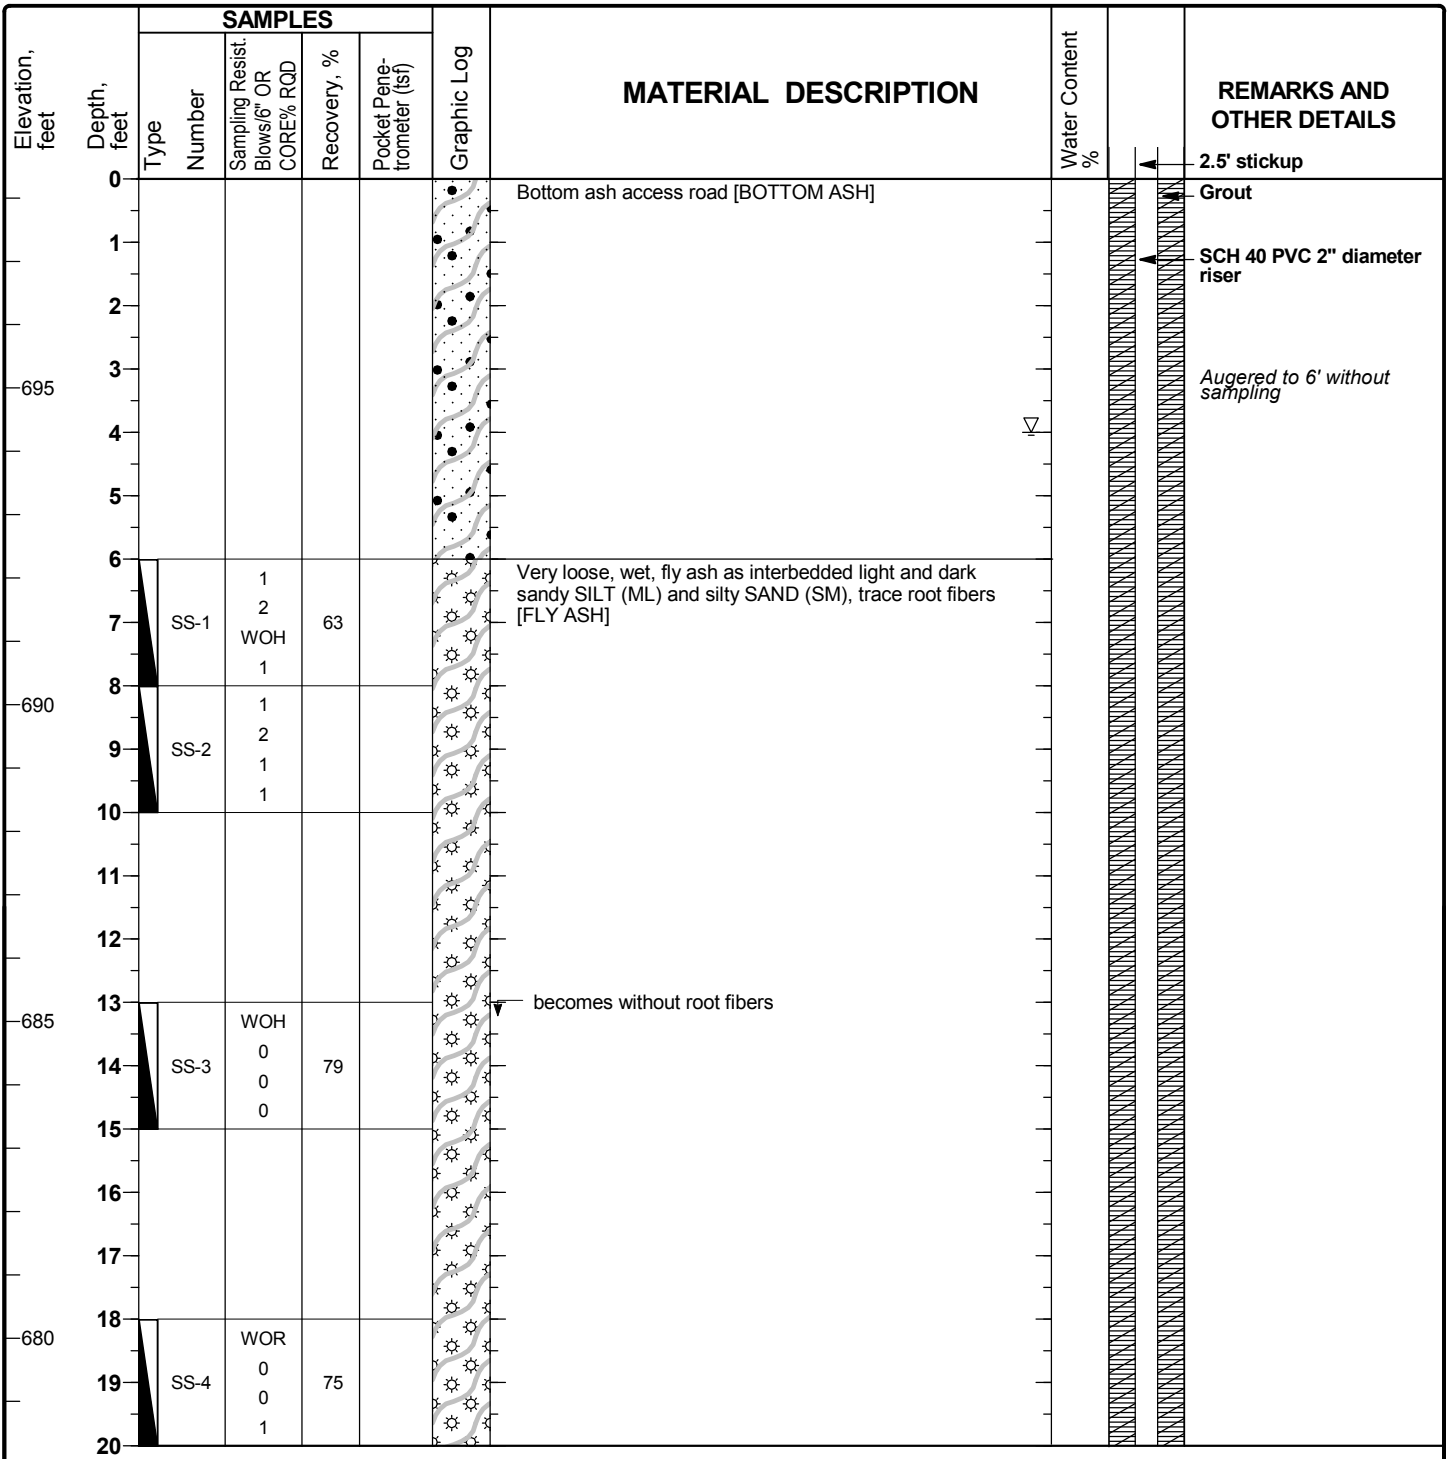 SAMPLES
Elevation,
feet
Depth,
feet
Type
Number
Sampling Resist.
Blows/6" OR
CORE% RQD
Recovery, %
Pocket Pene-
trometer (tsf)
Graphic Log
MATERIAL DESCRIPTION
Water Content
%
REMARKS AND
OTHER DETAILS
2.5' stickup
0
Bottom ash access road [BOTTOM ASH]
Grout
1
SCH 40 PVC 2" diameter
riser
2
3
695
Augered to 6' without
sampling
4
5
6
Very loose, wet, fly ash as interbedded light and dark
sandy SILT (ML) and silty SAND (SM), trace root fibers
[FLY ASH]
1
2
7
SS-1
WOH
63
1
8
690
1
2
9
SS-2
1
1
10
11
12
13
becomes without root fibers
685
WOH
0
14
SS-3
79
0
0
15
16
17
18
680
WOR
0
19
SS-4
75
0
1
20